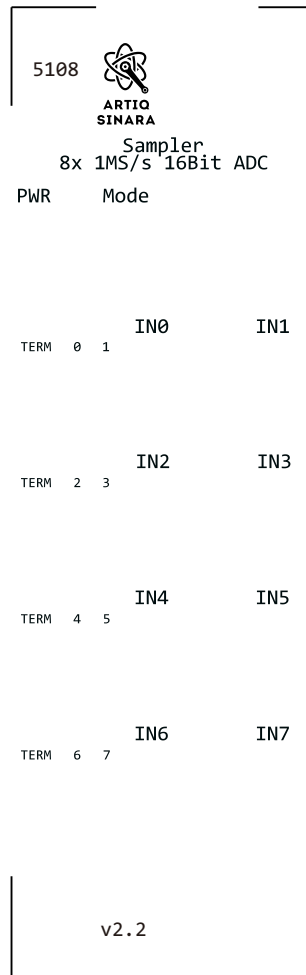 5108
ARTIQ
SINARA
Sampler
8x 1MS/s 16Bit ADC
PWR Mode
IN0 IN1
TERM 0 1
IN2 IN3
TERM 2 3
IN4 IN5
TERM 4 5
IN6 IN7
TERM 6 7
v2.2